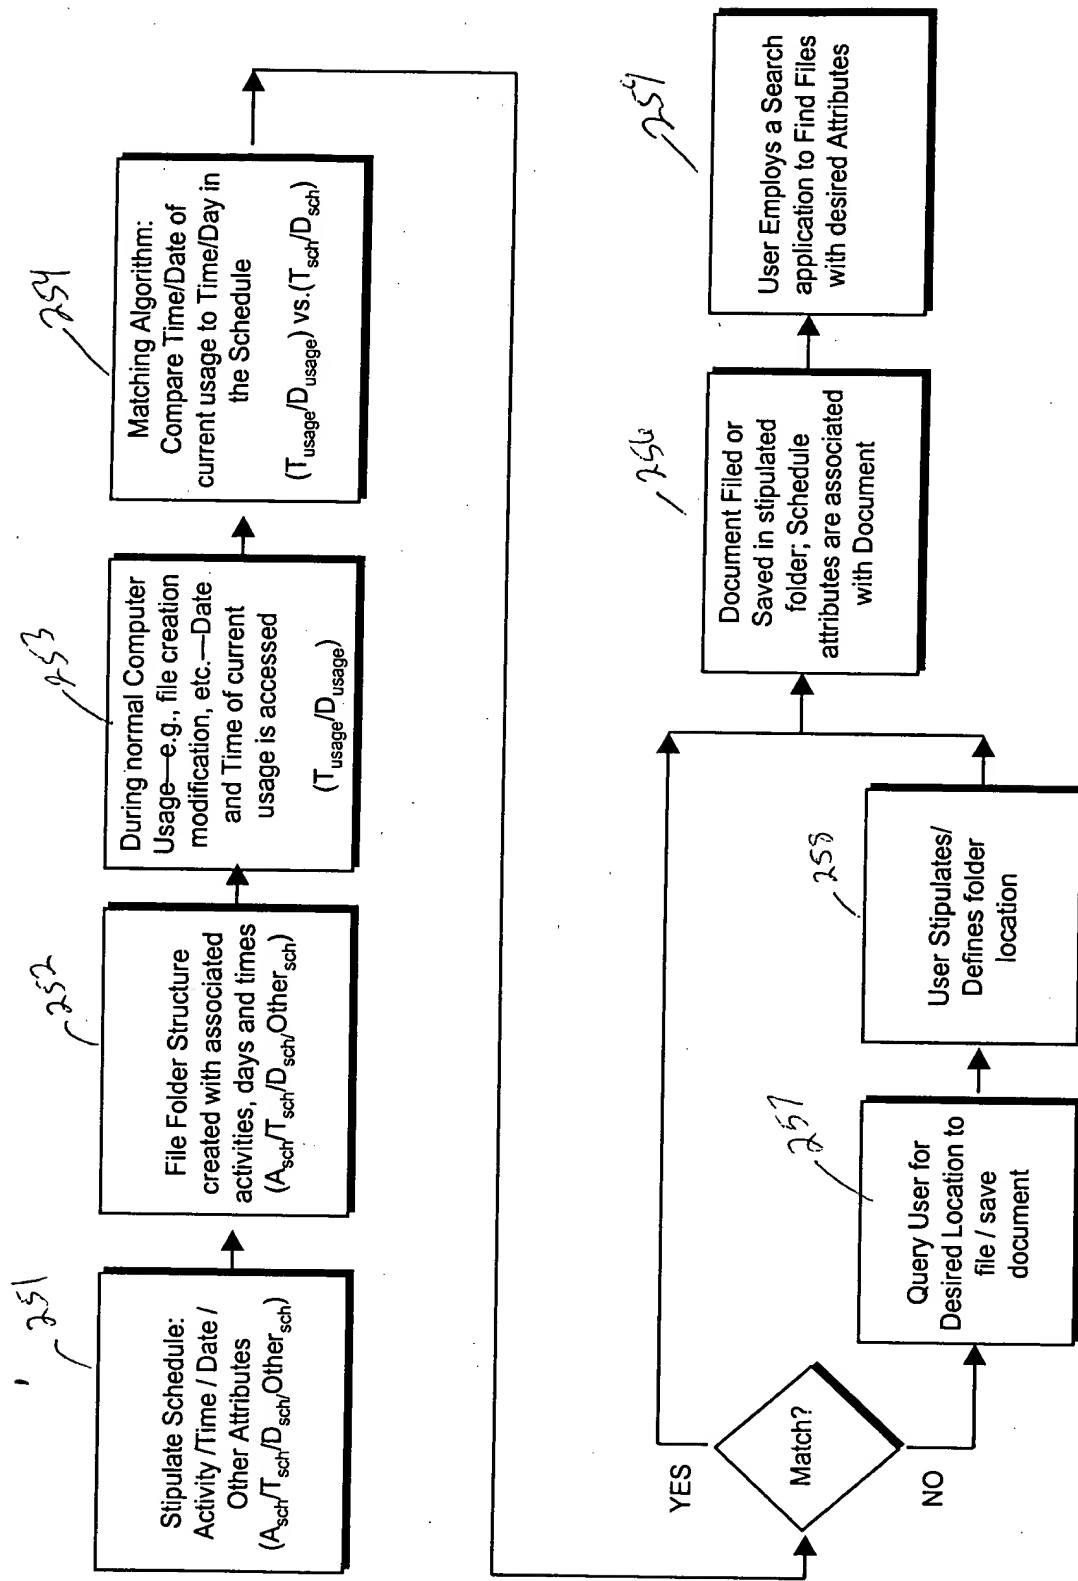 251
Stipulate Schedule:
Activity /Time / Date /
Other Attributes
(Asch/Tsch/Dsch/Othersch)
252
File Folder Structure
created with associated
activities, days and times
(Asch/Tsch/Dsch/Othersch)
253
During normal Computer
Usage—e.g., file creation
modification, etc.—Date
and Time of current
usage is accessed
(Tusage/Dusage)
254
Matching Algorithm:
Compare Time/Date of
current usage to Time/Day in
the Schedule
(Tusage/Dusage) vs.(Tsch/Dsch)
Match?
YES
NO
257
Query User for
Desired Location to
file / save
document
258
User Stipulates/
Defines folder
location
256
Document Filed or
Saved in stipulated
folder; Schedule
attributes are associated
with Document
259
User Employs a Search
application to Find Files
with desired Attributes